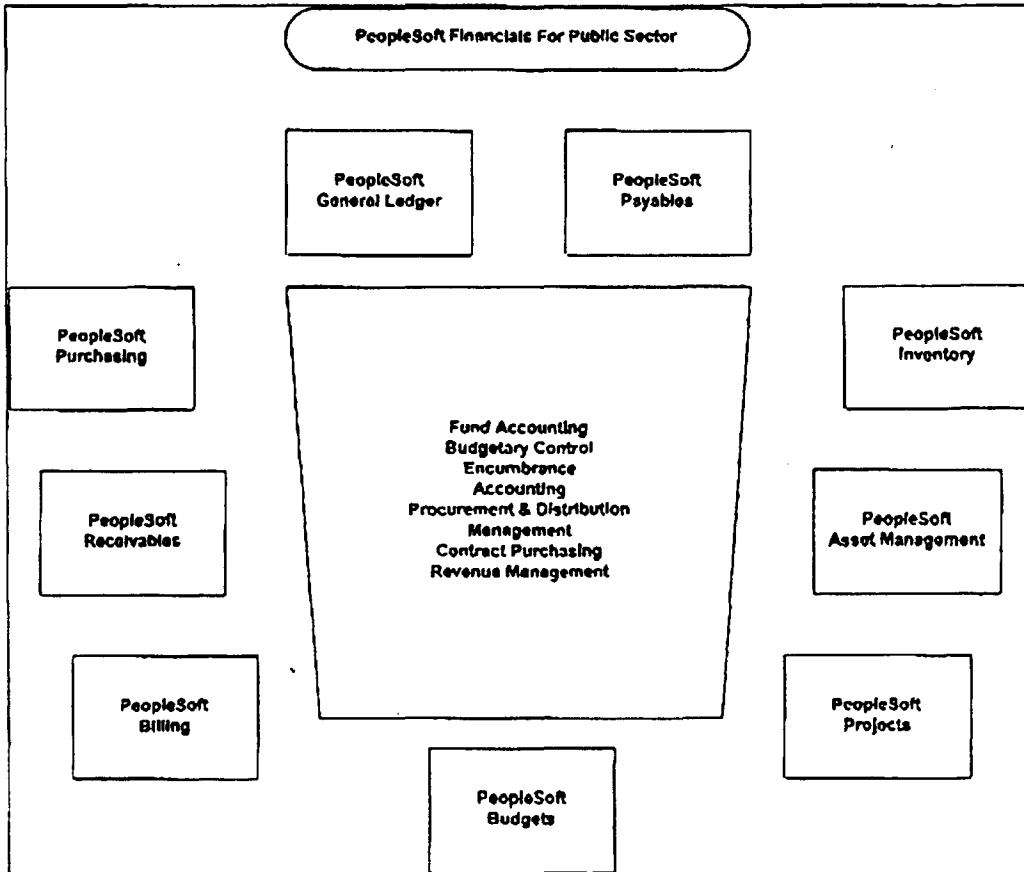 PeopleSoft Financials For Public Sector
PeopleSoft
General Ledger
PeopleSoft
Payables
PeopleSoft
Purchasing
PeopleSoft
Inventory
Fund Accounting
Budgetary Control
Encumbrance
Accounting
Procurement & Distribution
Management
Contract Purchasing
Revenue Management
PeopleSoft
Receivables
PeopleSoft
Asset Management
PeopleSoft
Billing
PeopleSoft
Projects
PeopleSoft
Budgets